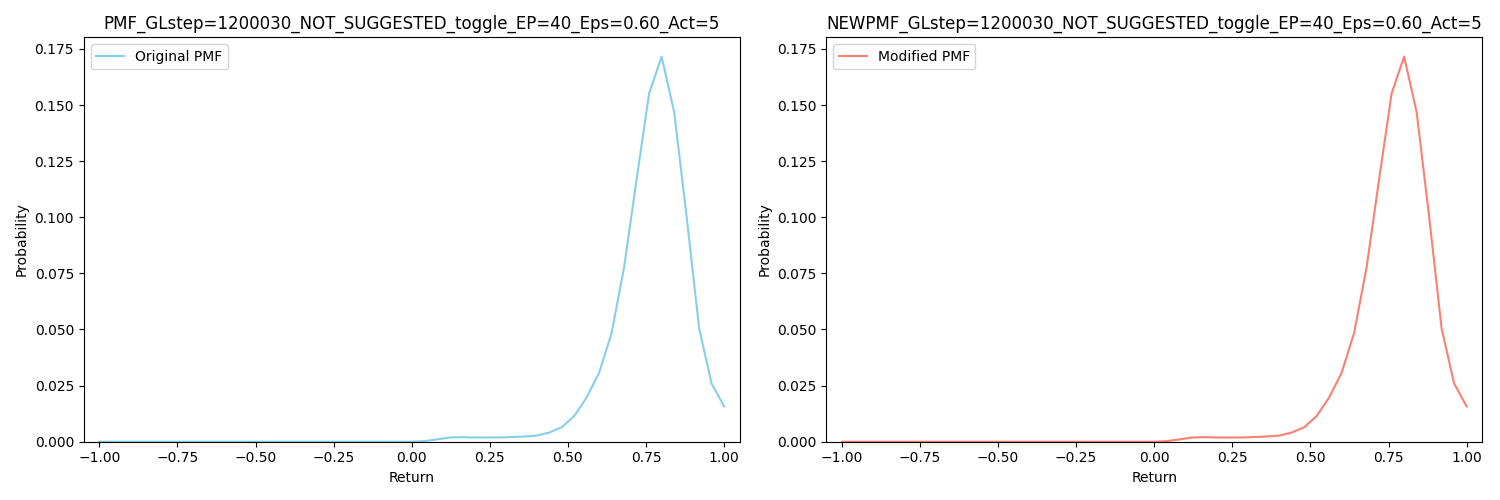 PMF_GLstep=1200030_NOT_SUGGESTED_toggle_EP=40_Eps=0.60_Act=5
Original PMF
0.175
0.150
0.125
0.100
0.075
0.050
0.025
0.000
Probability
−1.00 −0.75 −0.50 −0.25 0.00 0.25 0.50 0.75 1.00
Return
NEWPMF_GLstep=1200030_NOT_SUGGESTED_toggle_EP=40_Eps=0.60_Act=5
Modified PMF
0.175
0.150
0.125
0.100
0.075
0.050
0.025
0.000
Probability
−1.00 −0.75 −0.50 −0.25 0.00 0.25 0.50 0.75 1.00
Return